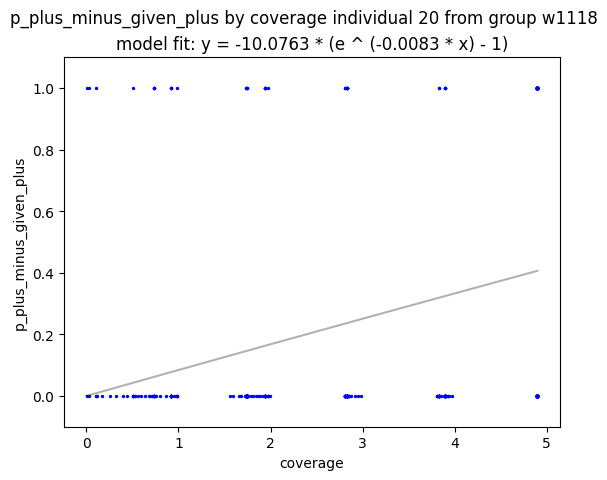 p_plus_minus_given_plus by coverage individual 20 from group w1118
model fit: y = -10.0763 * (e ^ (-0.0083 * x) - 1)
1.0
0.8
0.6
0.4
0.2
0.0
p_plus_minus_given_plus
0 1 2 3 4 5
coverage